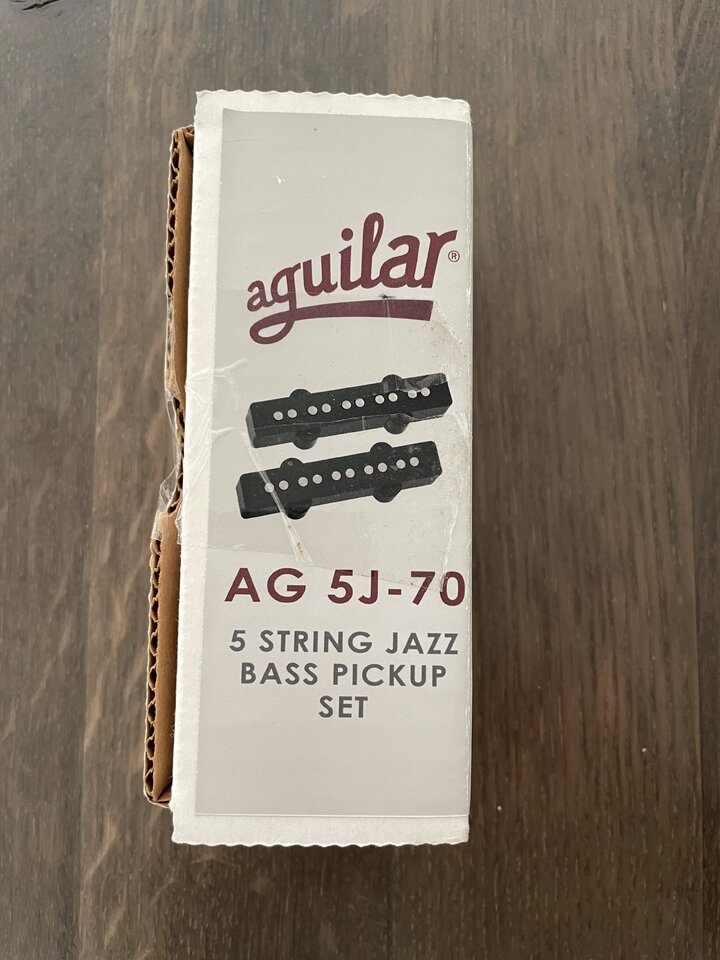 aguilar®
AG 5J-70
5 STRING JAZZ
BASS PICKUP
SET